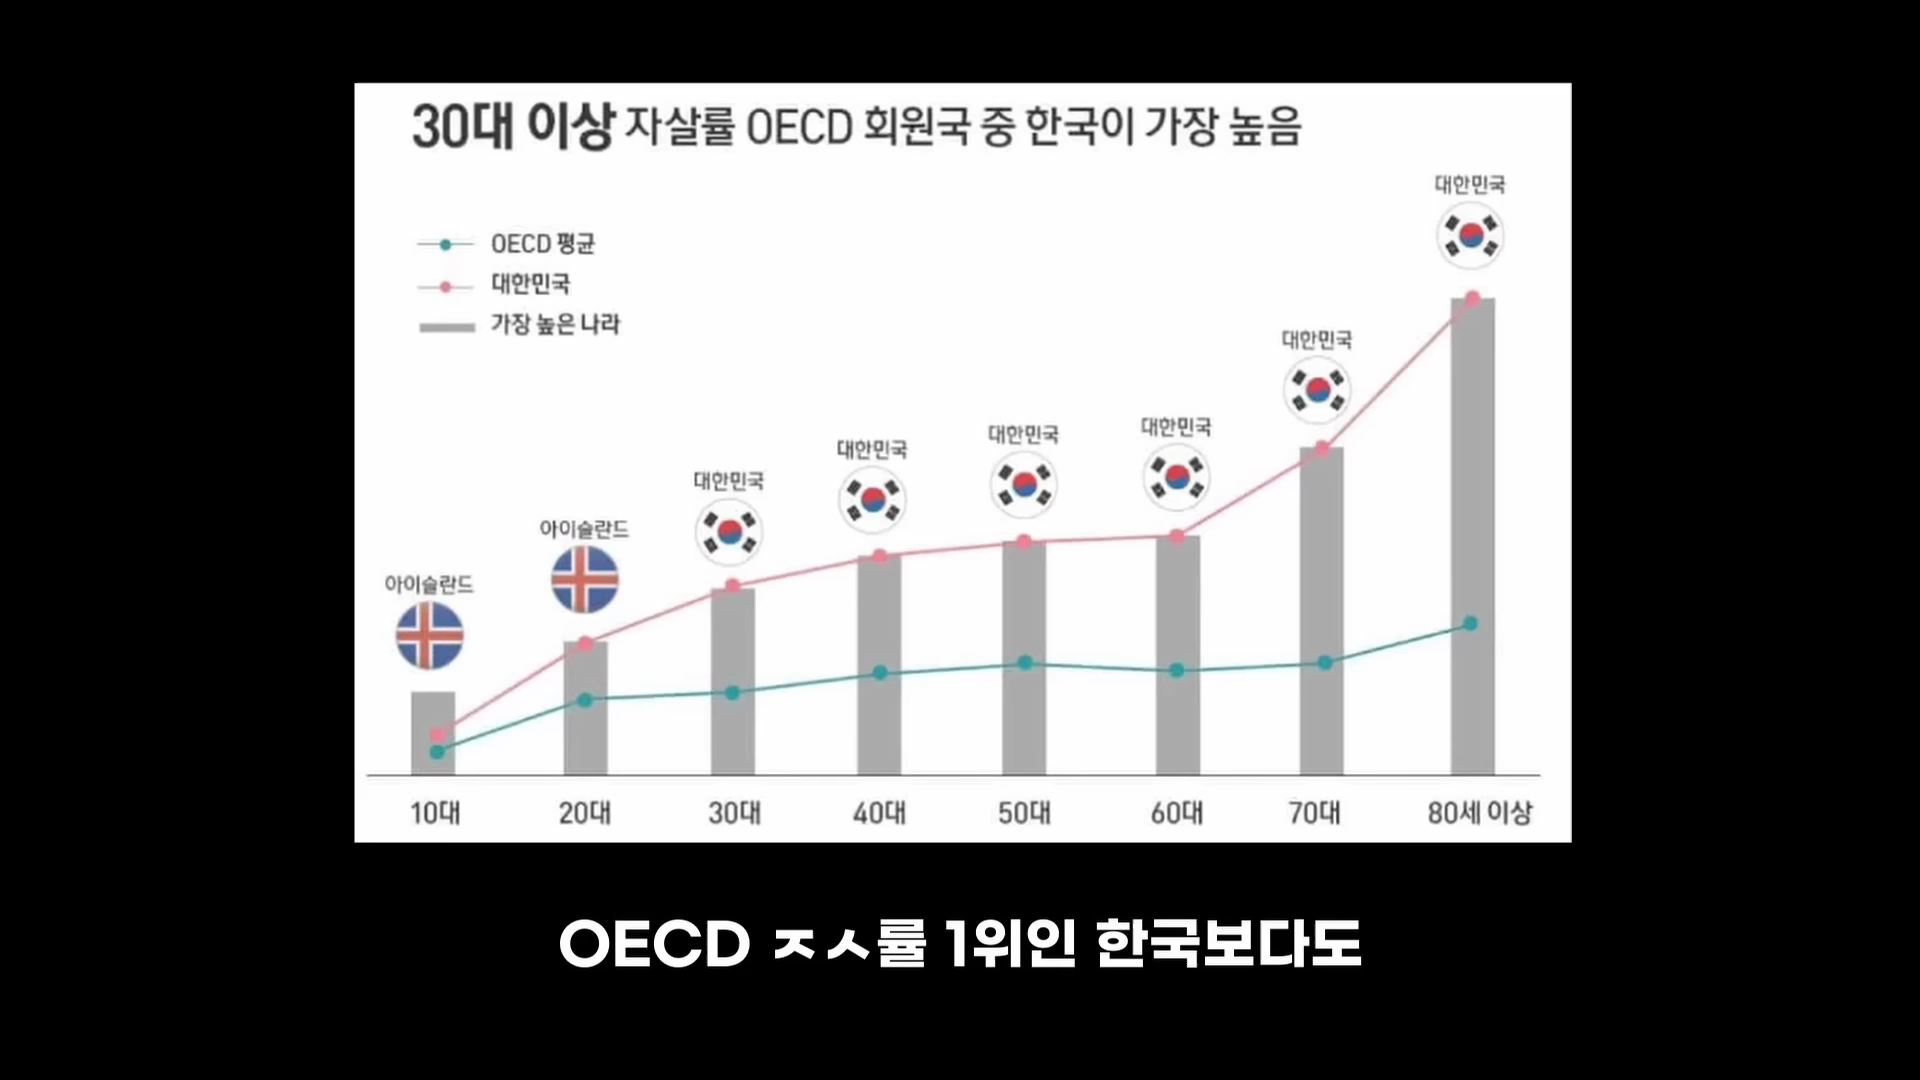 30대 이상 자살률 OECD 회원국 중 한국이 가장 높음
OECD 평균
대한민국
가장 높은 나라
아이슬란드
아이슬란드
대한민국
대한민국
대한민국
대한민국
대한민국
대한민국
10대
20대
30대
40대
50대
60대
70대
80세 이상
OECD ㅈㅅ률 1위인 한국보다도